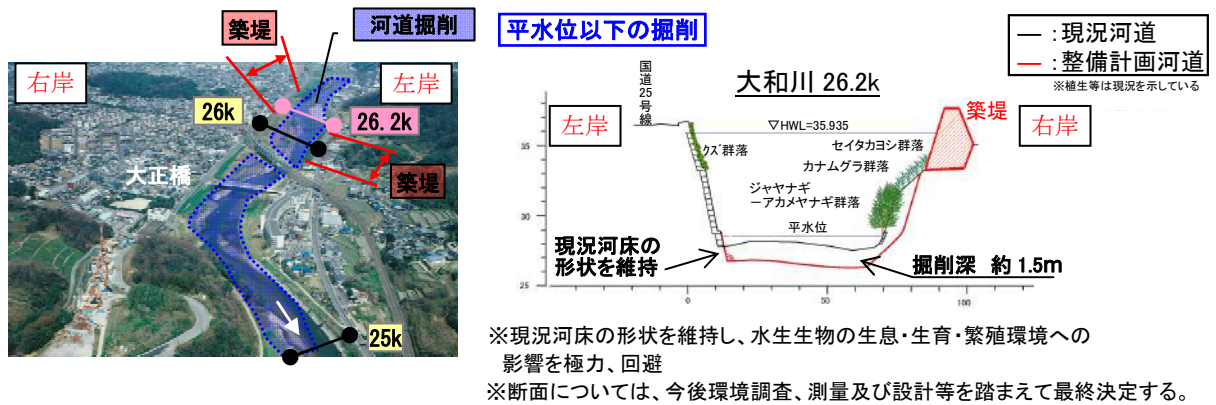 築堤
河道掘削
右岸
左岸
26k
26.2k
大正橋
築堤
25k
平水位以下の掘削
― :現況河道
― :整備計画河道
※植生等は現況を示している
大和川 26.2k
国道25号線
左岸
▽HWL=35.935
築堤
右岸
クズ群落
セイタカヨシ群落
カナムグラ群落
ジャヤナギ
－アカメヤナギ群落
平水位
現況河床の
形状を維持
掘削深 約1.5m
35
30
25
0
50
100
※現況河床の形状を維持し、水生生物の生息・生育・繁殖環境への
影響を極力、回避
※断面については、今後環境調査、測量及び設計等を踏まえて最終決定する。